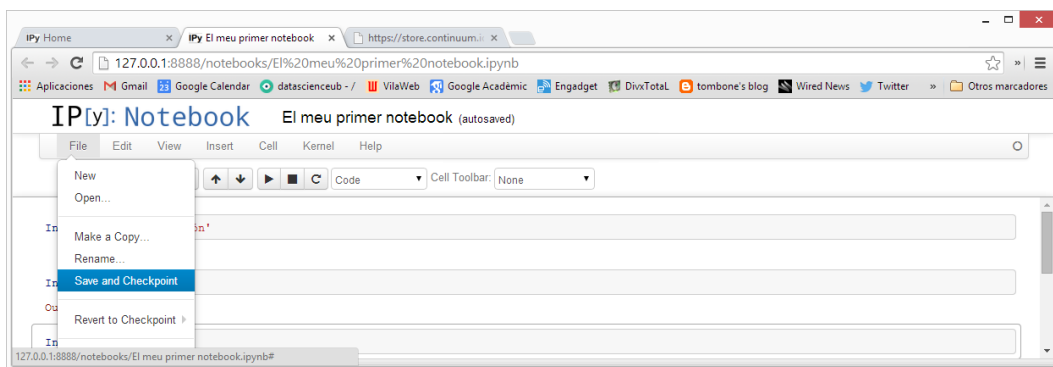 IPy Home
IPy El meu primer notebook
https://store.continuum.i
127.0.0.1:8888/notebooks/El%20meu%20primer%20notebook.ipynb
Aplicaciones Gmail 23 Google Calendar datascienceub - / VilaWeb Google Acadèmic Engadget DivxTotaL tombone's blog Wired News Twitter » Otros marcadores
IP[y]: Notebook El meu primer notebook (autosaved)
File Edit View Insert Cell Kernel Help
New
Code Cell Toolbar: None
Open...
In ón'
Make a Copy...
Rename...
In Save and Checkpoint
Ou
Revert to Checkpoint
In
127.0.0.1:8888/notebooks/El meu primer notebook.ipynb#